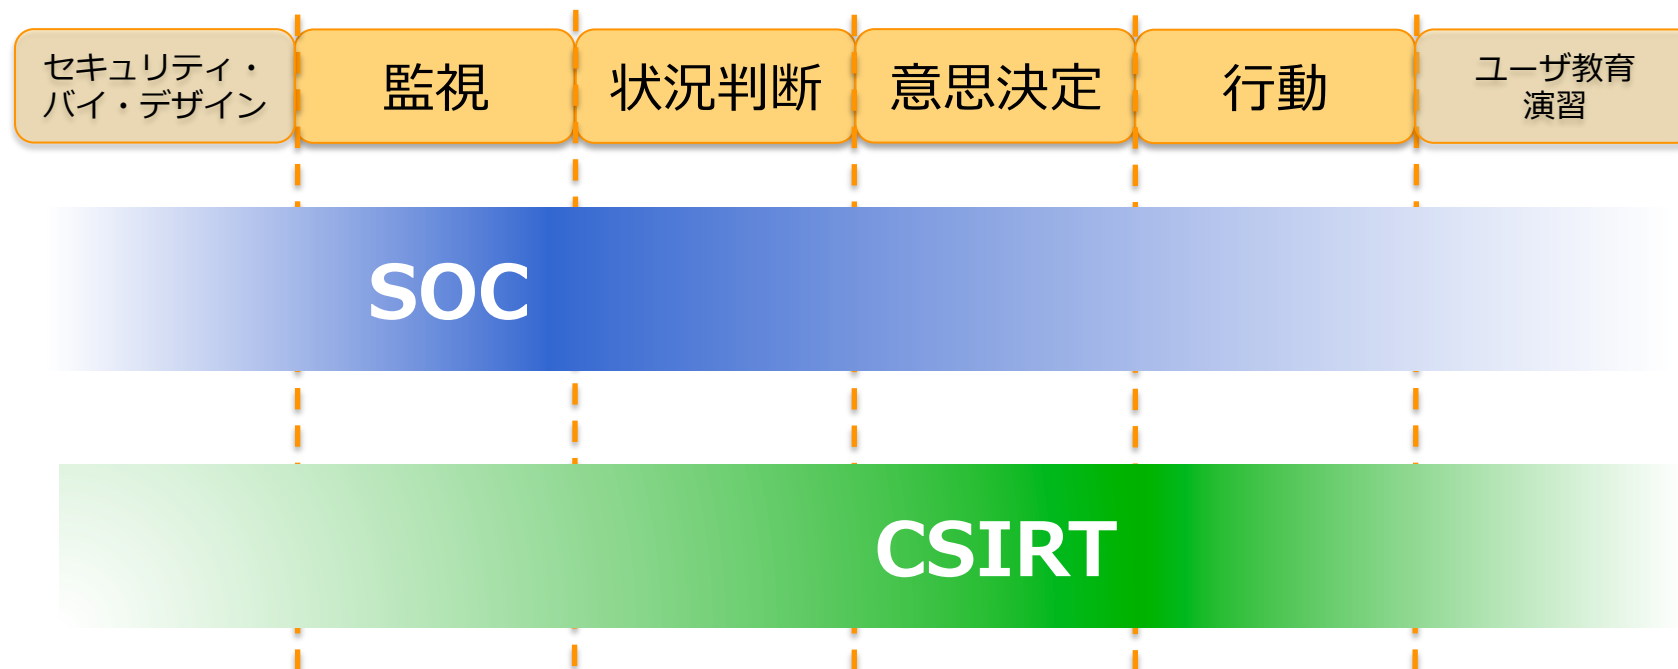 セキュリティ・
バイ・デザイン
監視
状況判断
意思決定
行動
ユーザ教育
演習
SOC
CSIRT